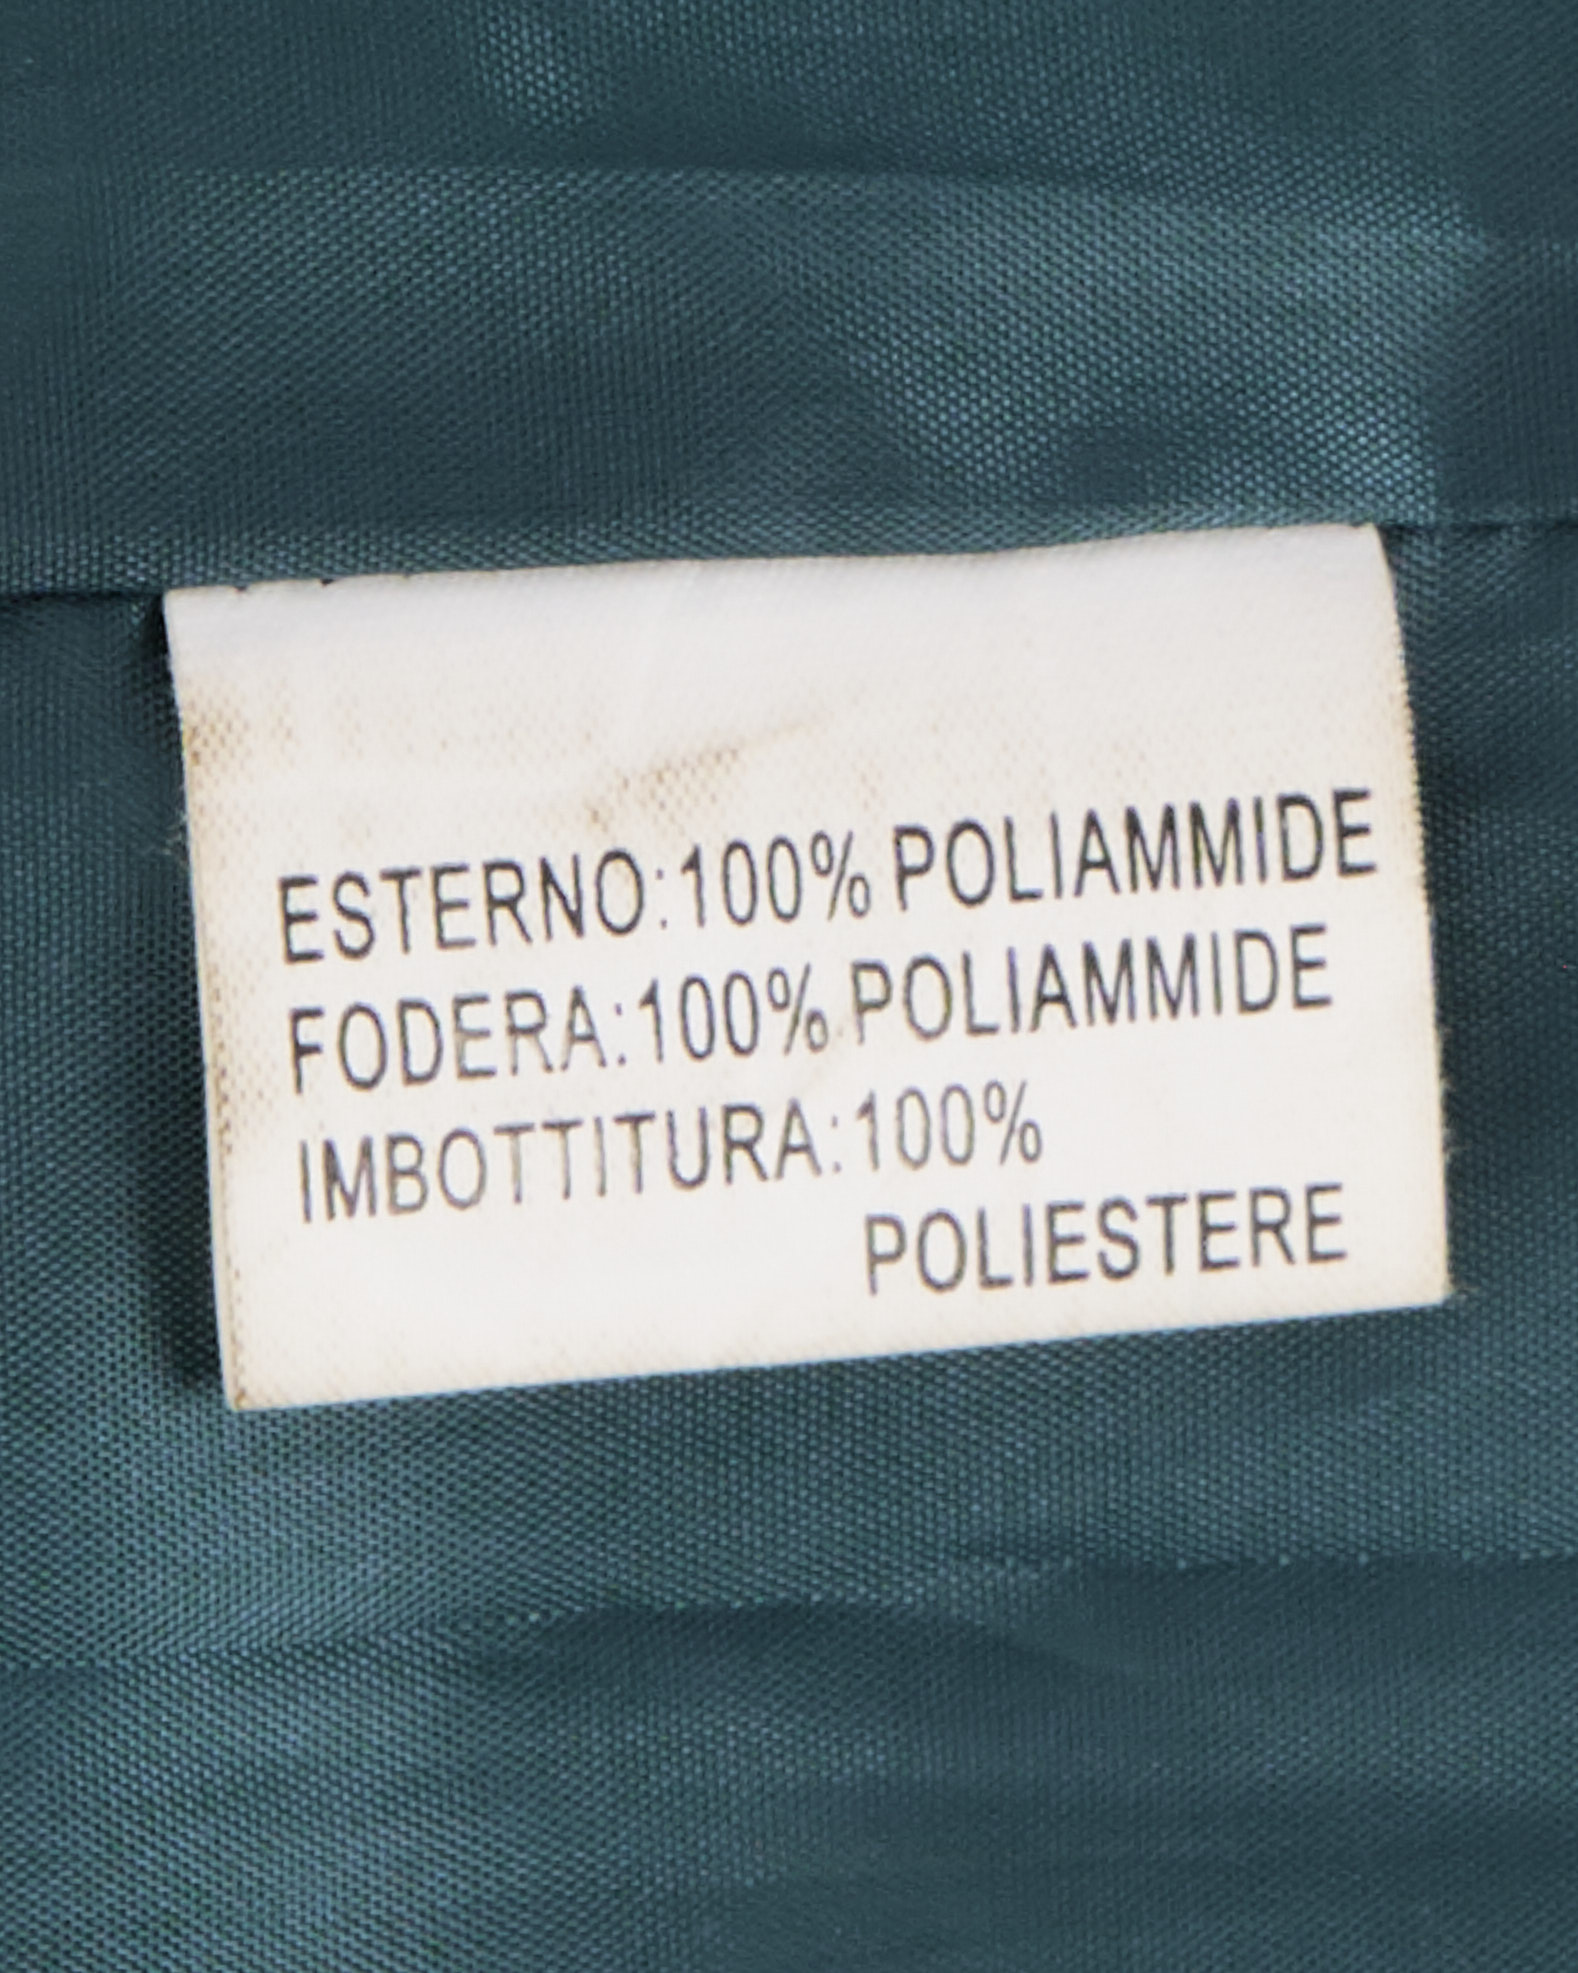 ESTERNO:100% POLIAMMIDE
FODERA:100% POLIAMMIDE
IMBOTTITURA:100%
POLIESTERE